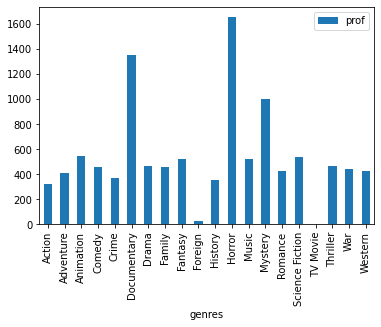 prof
1600
1400
1200
1000
800
600
400
200
0
Action
Adventure
Animation
Comedy
Crime
Documentary
Drama
Family
Fantasy
Foreign
History
Horror
Music
Mystery
Romance
Science Fiction
TV Movie
Thriller
War
Western
genres